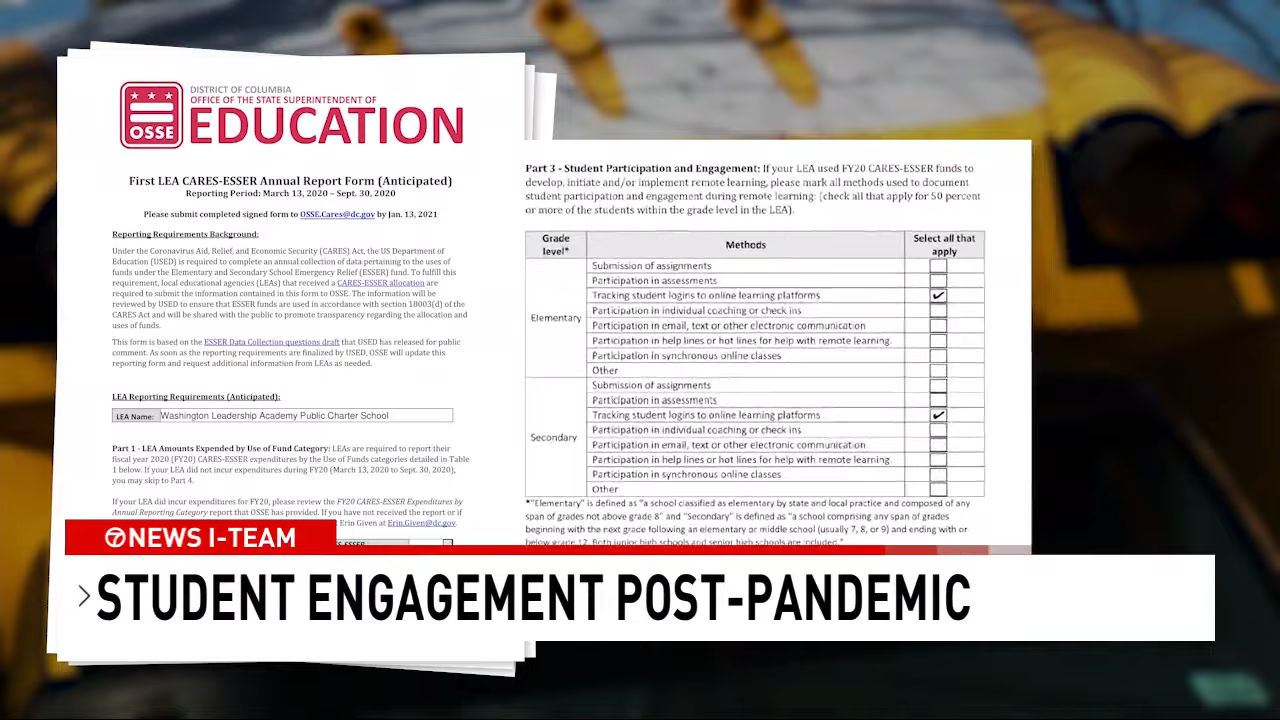 DISTRICT OF COLUMBIA
OFFICE OF THE STATE SUPERINTENDENT OF
OSSE
EDUCATION
First LEA CARES-ESSER Annual Report Form (Anticipated)
Reporting Period: March 13, 2020 – Sept. 30, 2020
Please submit completed signed form to OSSE.Cares@dc.gov by Jan. 13, 2021
Reporting Requirements Background:
Under the Coronavirus Aid, Relief, and Economic Security (CARES) Act, the US Department of
Education (USED) is required to complete an annual collection of data pertaining to the uses of
funds under the Elementary and Secondary School Emergency Relief (ESSER) fund. To fulfill this
requirement, local educational agencies (LEAs) that received a CARES-ESSER allocation are
required to submit the information contained in this form to OSSE. The information will be
reviewed by USED to ensure that ESSER funds are used in accordance with section 18003(d) of the
CARES Act and will be shared with the public to promote transparency regarding the allocation and
uses of funds.
This form is based on the ESSER Data Collection questions draft that USED has released for public
comment. As soon as the reporting requirements are finalized by USED, OSSE will update this
reporting form and request additional information from LEAs as needed.
LEA Reporting Requirements (Anticipated):
LEA Name: Washington Leadership Academy Public Charter School
Part 1 - LEA Amounts Expended by Use of Fund Category: LEAs are required to report their
fiscal year 2020 (FY20) CARES-ESSER expenditures by the Use of Funds categories detailed in Table
1 below. If your LEA did not incur expenditures during FY20 (March 13, 2020 to Sept. 30, 2020),
you may skip to Part 4.
If your LEA did incur expenditures for FY20, please review the FY20 CARES-ESSER Expenditures by
Annual Reporting Category report that OSSE has provided. If you have not received the report or if
Erin Given at Erin.Given@dc.gov.
Part 3 - Student Participation and Engagement: If your LEA used FY20 CARES-ESSER funds to
develop, initiate and/or implement remote learning, please mark all methods used to document
student participation and engagement during remote learning: (check all that apply for 50 percent
or more of the students within the grade level in the LEA).
Grade level* Methods Select all that apply
Elementary
Submission of assignments
Participation in assessments
Tracking student logins to online learning platforms ✔
Participation in individual coaching or check ins
Participation in email, text or other electronic communication
Participation in help lines or hot lines for help with remote learning.
Participation in synchronous online classes
Other
Secondary
Submission of assignments
Participation in assessments
Tracking student logins to online learning platforms ✔
Participation in individual coaching or check ins
Participation in email, text or other electronic communication
Participation in help lines or hot lines for help with remote learning.
Participation in synchronous online classes
Other
*"Elementary" is defined as "a school classified as elementary by state and local practice and composed of any
span of grades not above grade 8" and "Secondary" is defined as "a school comprising any span of grades
beginning with the next grade following an elementary or middle school (usually 7, 8, or 9) and ending with or
below grade 12. Both junior high schools and senior high schools are included."
7 NEWS I-TEAM
STUDENT ENGAGEMENT POST-PANDEMIC